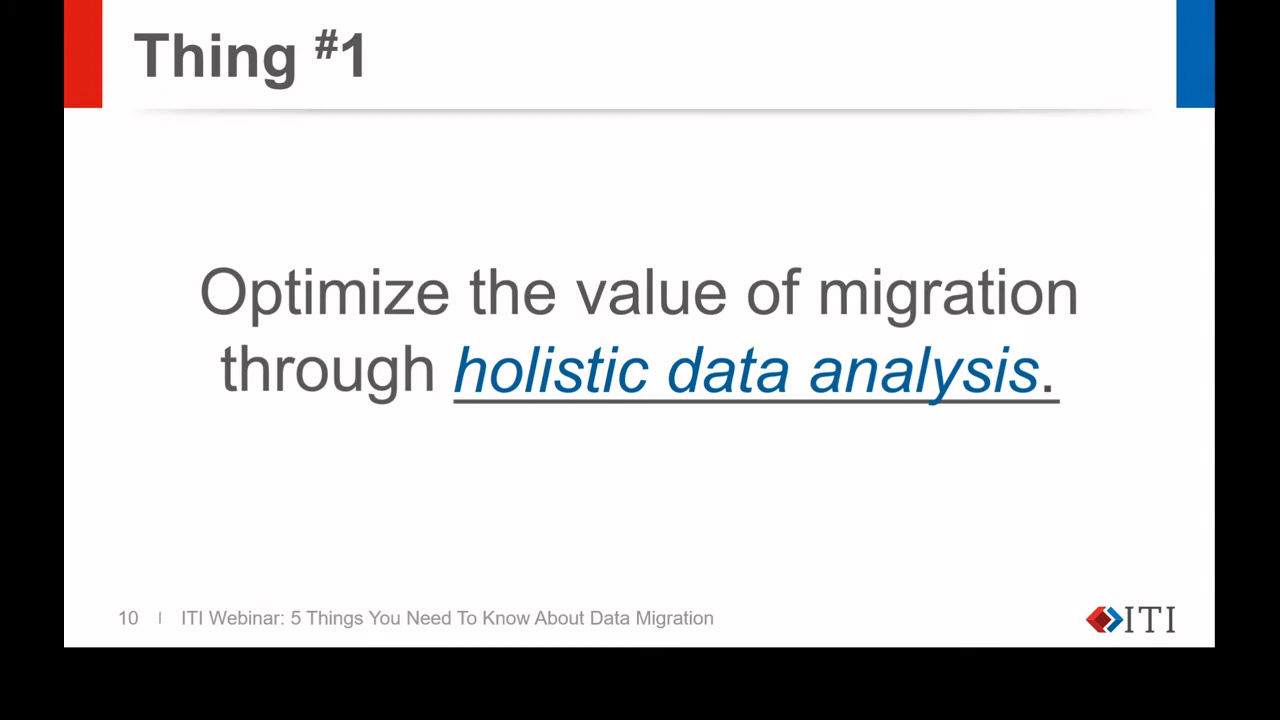 Thing #1
Optimize the value of migration
through holistic data analysis.
10 | ITI Webinar: 5 Things You Need To Know About Data Migration
ITI